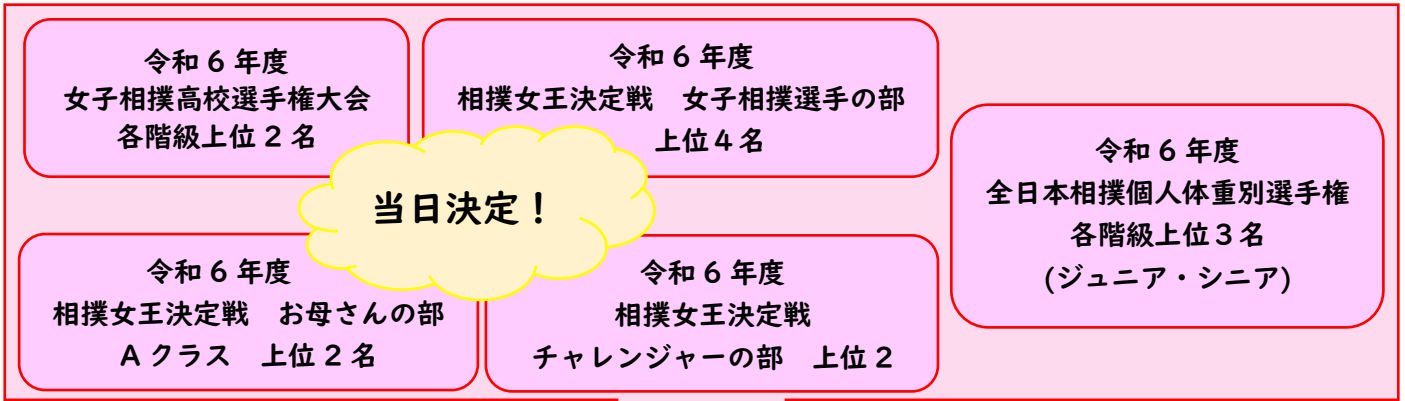 令和６年度
女子相撲高校選手権大会
各階級上位２名
令和６年度
相撲女王決定戦　女子相撲選手の部
上位４名
当日決定！
令和６年度
相撲女王決定戦　お母さんの部
Ａクラス　上位２名
令和６年度
相撲女王決定戦
チャレンジャーの部　上位２
令和６年度
全日本相撲個人体重別選手権
各階級上位３名
(ジュニア・シニア)